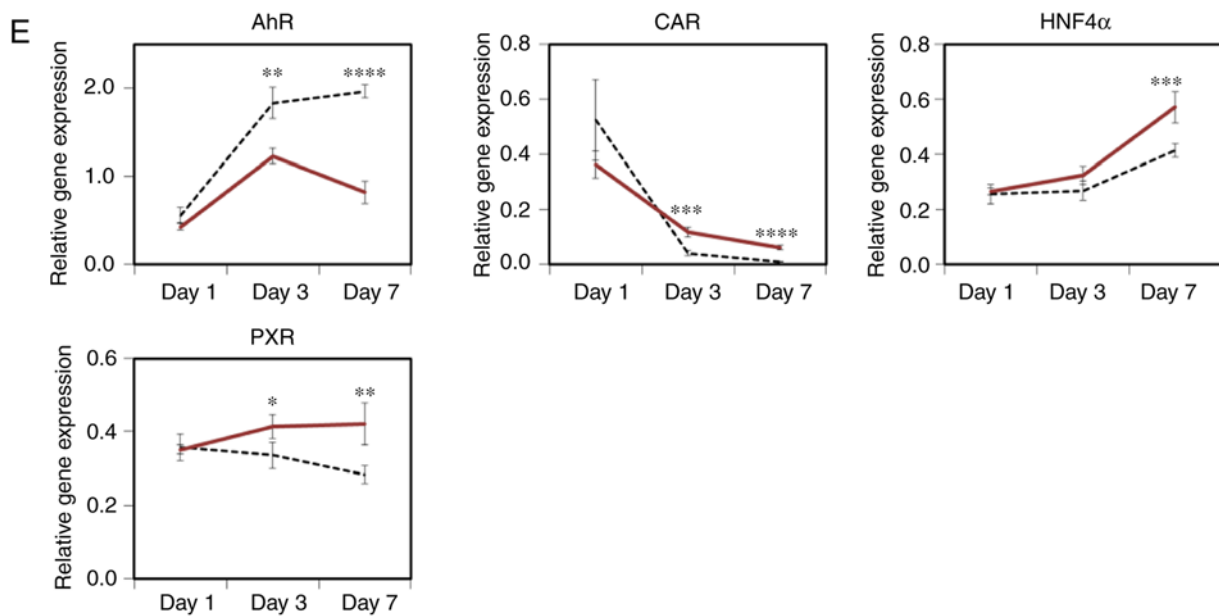 E
AhR
Relative gene expression
2.0
1.0
0.0
**
****
Day 1 Day 3 Day 7
CAR
Relative gene expression
0.8
0.6
0.4
0.2
0.0
***
****
Day 1 Day 3 Day 7
HNF4α
Relative gene expression
0.8
0.6
0.4
0.2
0.0
***
Day 1 Day 3 Day 7
PXR
Relative gene expression
0.6
0.4
0.2
0.0
*
**
Day 1 Day 3 Day 7